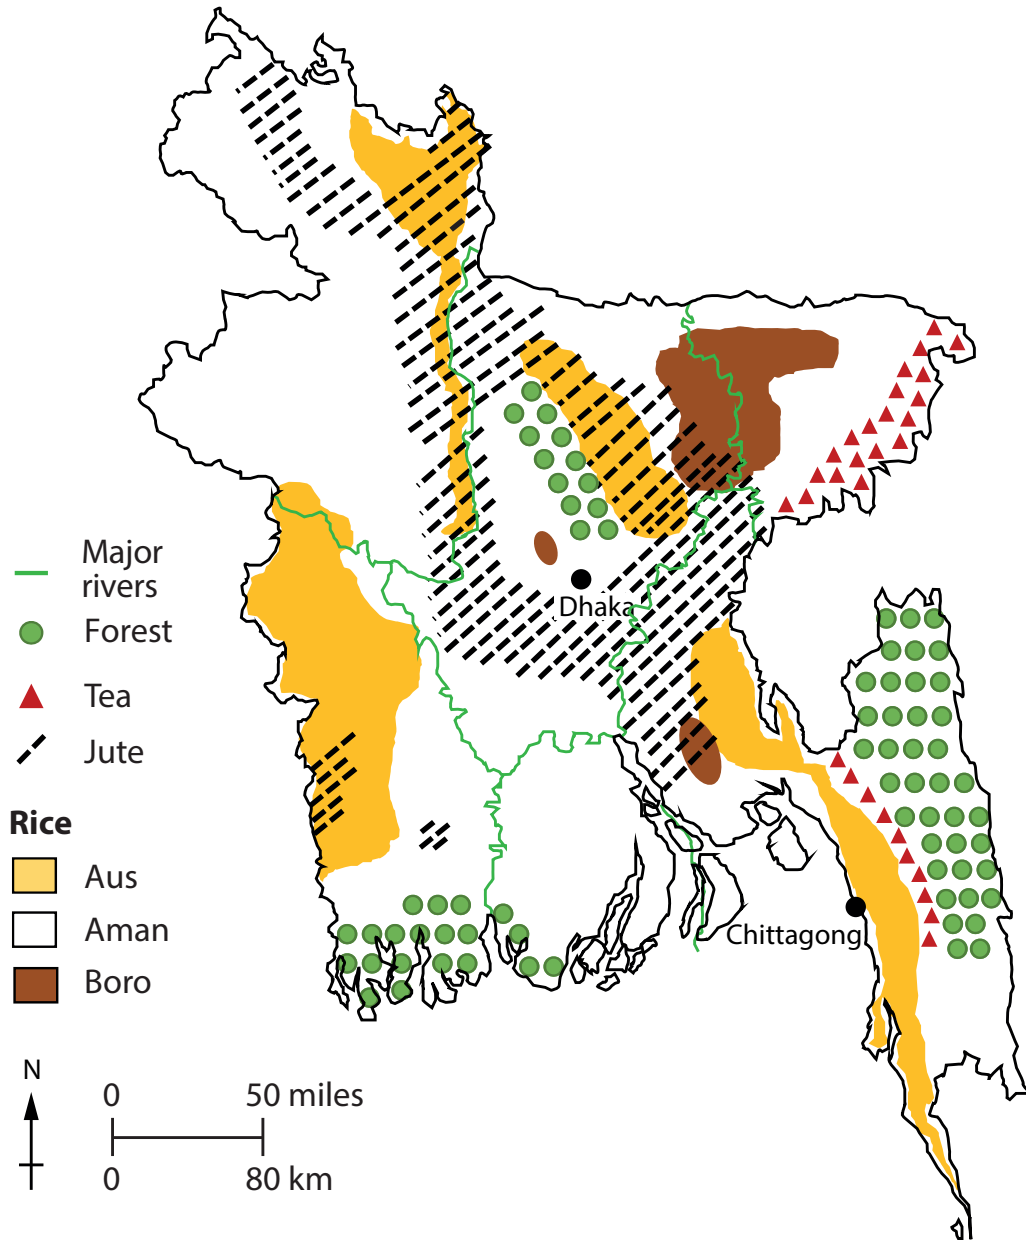 Dhaka
Chittagong
Major
rivers
Forest
Tea
Jute
Rice
Aus
Aman
Boro
N
0 50 miles
0 80 km